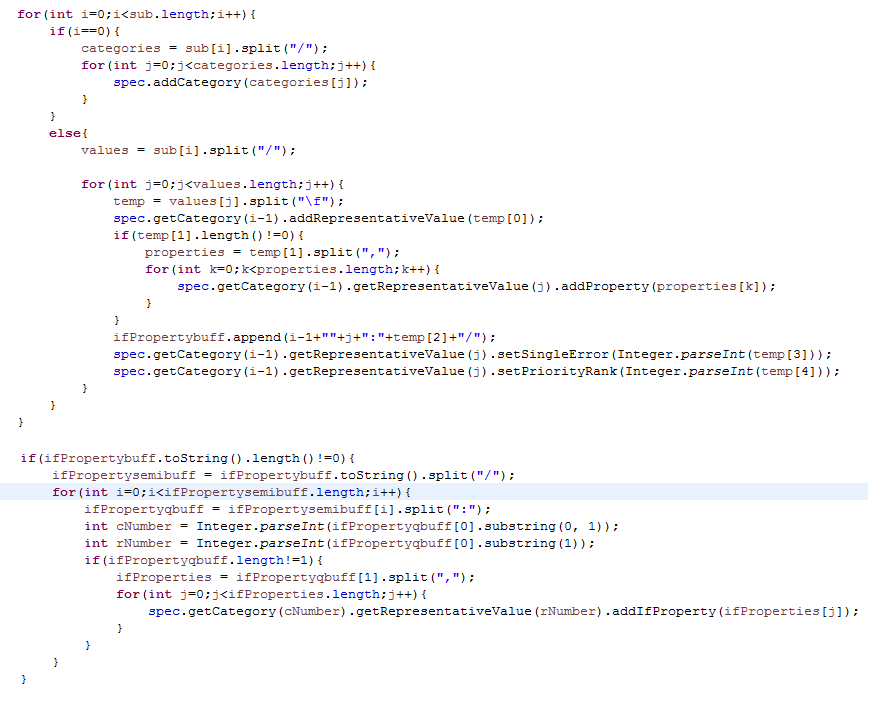 for(int i=0;i<sub.length;i++){
    if(i==0){
        categories = sub[i].split("/");
        for(int j=0;j<categories.length;j++){
            spec.addCategory(categories[j]);
        }
    }
    else{
        values = sub[i].split("/");

        for(int j=0;j<values.length;j++){
            temp = values[j].split("\f");
            spec.getCategory(i-1).addRepresentativeValue(temp[0]);
            if(temp[1].length()!=0){
                properties = temp[1].split(",");
                for(int k=0;k<properties.length;k++){
                    spec.getCategory(i-1).getRepresentativeValue(j).addProperty(properties[k]);
                }
            }
            ifPropertybuff.append(i-1+""+j+":"+temp[2]+"/");
            spec.getCategory(i-1).getRepresentativeValue(j).setSingleError(Integer.parseInt(temp[3]));
            spec.getCategory(i-1).getRepresentativeValue(j).setPriorityRank(Integer.parseInt(temp[4]));
        }
    }
}

if(ifPropertybuff.toString().length()!=0){
    ifPropertysemibuff = ifPropertybuff.toString().split("/");
    for(int i=0;i<ifPropertysemibuff.length;i++){
        ifPropertyqbuff = ifPropertysemibuff[i].split(":");
        int cNumber = Integer.parseInt(ifPropertyqbuff[0].substring(0, 1));
        int rNumber = Integer.parseInt(ifPropertyqbuff[0].substring(1));
        if(ifPropertyqbuff.length!=1){
            ifProperties = ifPropertyqbuff[1].split(",");
            for(int j=0;j<ifProperties.length;j++){
                spec.getCategory(cNumber).getRepresentativeValue(rNumber).addIfProperty(ifProperties[j]);
            }
        }
    }
}